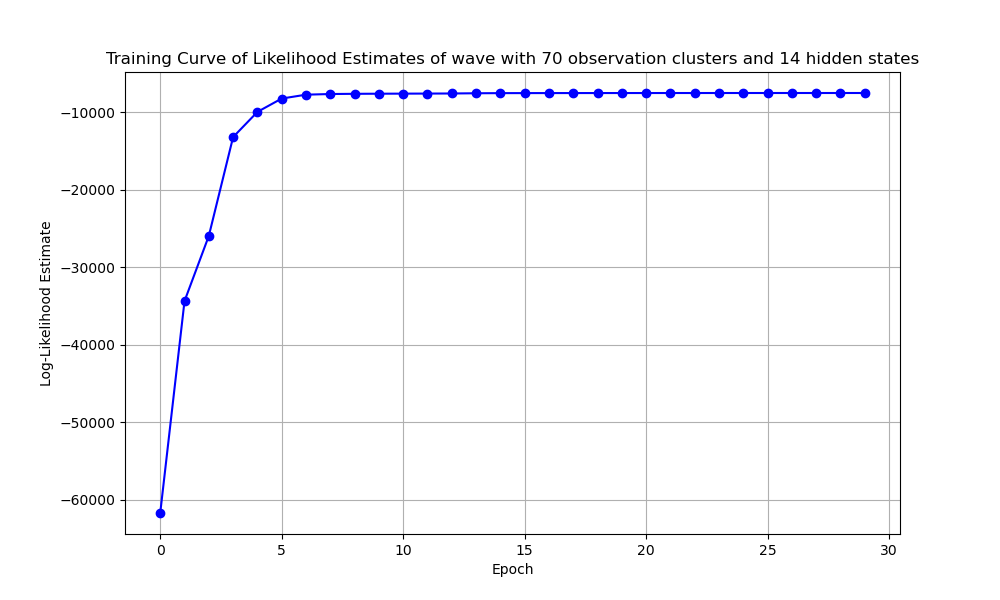 Training Curve of Likelihood Estimates of wave with 70 observation clusters and 14 hidden states
Log-Likelihood Estimate
−10000
−20000
−30000
−40000
−50000
−60000
0 5 10 15 20 25 30
Epoch